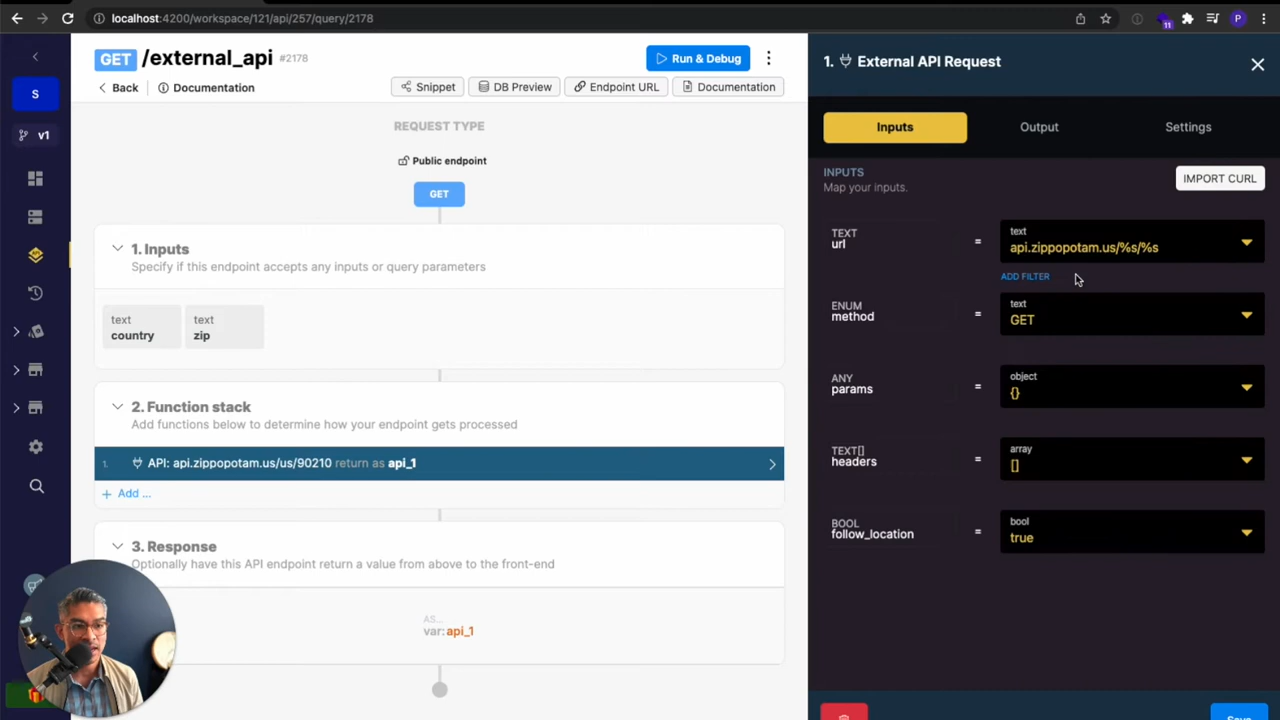 localhost:4200/workspace/121/api/257/query/2178
11
P
S
v1
GET /external_api #2178
Run & Debug
Back
Documentation
Snippet
DB Preview
Endpoint URL
Documentation
REQUEST TYPE
Public endpoint
GET
1. Inputs
Specify if this endpoint accepts any inputs or query parameters
text
country
text
zip
2. Function stack
Add functions below to determine how your endpoint gets processed
1. API: api.zippopotam.us/us/90210 return as api_1
+ Add ...
3. Response
Optionally have this API endpoint return a value from above to the front-end
AS...
var: api_1
1. External API Request
Inputs
Output
Settings
INPUTS
Map your inputs.
IMPORT CURL
TEXT
url
=
text
api.zippopotam.us/%s/%s
ADD FILTER
ENUM
method
=
text
GET
ANY
params
=
object
{}
TEXT[]
headers
=
array
[]
BOOL
follow_location
=
bool
true
Save